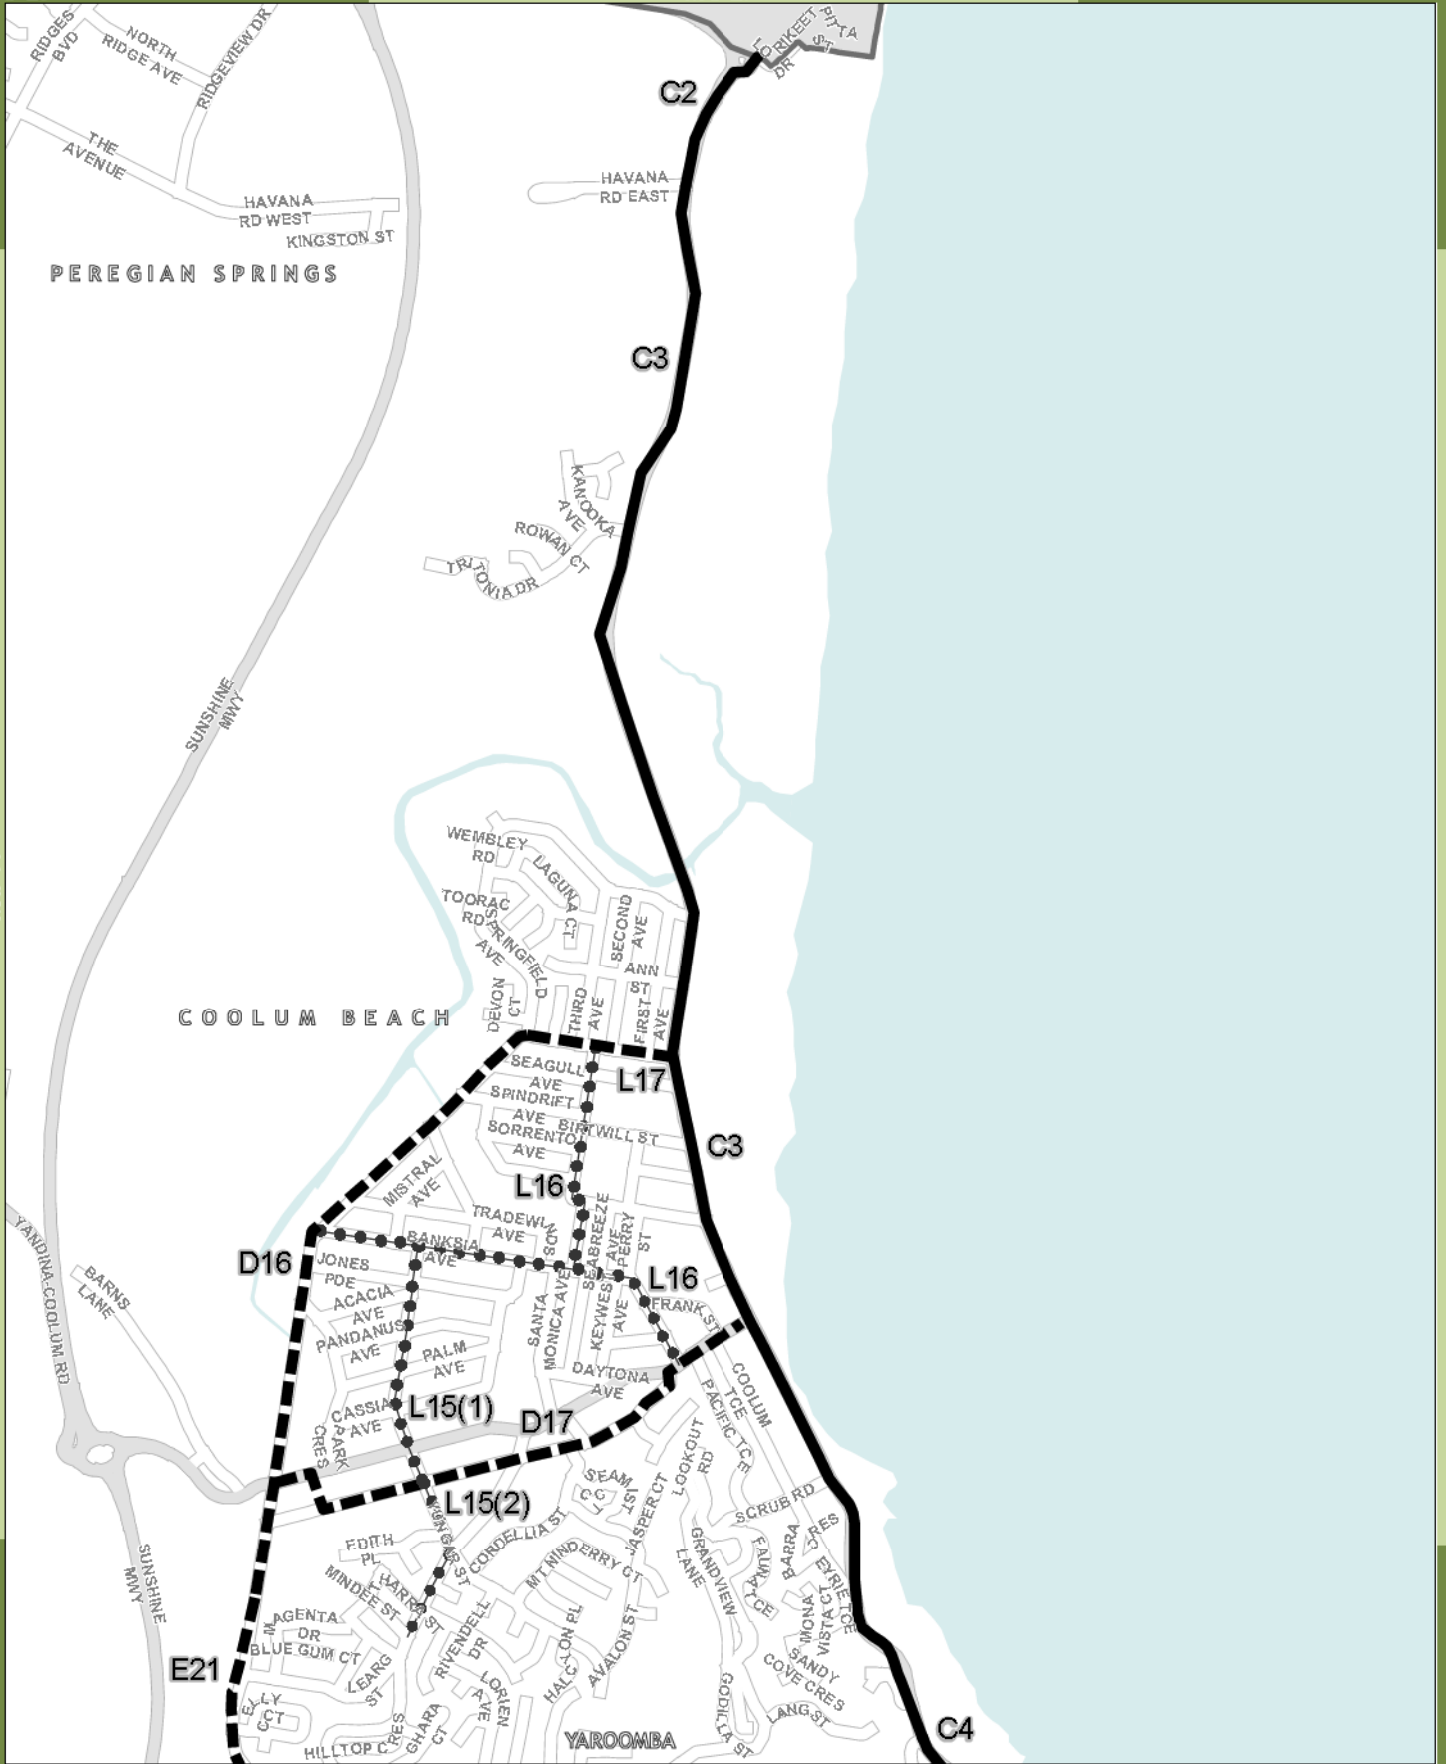 RIDGES
BVD
NORTH
RIDGE AVE
RIDGEVIEW DR
LORIKEET
DR
PITTA
ST
C2
THE
AVENUE
HAVANA
RD EAST
HAVANA
RD WEST
KINGSTON ST
PEREGIAN SPRINGS
C3
KANOOKA
AVE
ROWAN CT
TRITONIA DR
SUNSHINE
MWY
WEMBLEY
RD
LAGUNA CT
TOORAC
RD
SPRINGFIELD
AVE
SECOND
AVE
ANN
ST
DEVON
CT
THIRD
AVE
FIRST
AVE
COOLUM BEACH
SEAGULL
AVE
L17
SPINDRIFT
AVE
BIRTWILL ST
SORRENTO
AVE
C3
MISTRAL
AVE
L16
TRADEWINDS
AVE
SEABREEZE
AVE
PERRY
ST
BANKSIA
AVE
D16
JONES
PDE
L16
YANDINA-COOLUM RD
BARNS
LANE
ACACIA
AVE
SANTA
MONICA AVE
KEYWEST
AVE
FRANK ST
PANDANUS
AVE
PALM
AVE
DAYTONA
AVE
COOLUM
TCE
PACIFIC TCE
CASSIA
AVE
L15(1)
D17
PARK
CRES
LOOKOUT
RD
SEAMIST
CT
JASPER CT
L15(2)
YUNGAR ST
SCRUB RD
EDITH
PL
CORDELLIA ST
MT NINDERRY CT
GRANDVIEW
LANE
FAUNA
TCE
BARRA
CRES
EYRIE TCE
SUNSHINE
MWY
MINDEE ST
HARRI ST
MAGENTA
DR
BLUE GUM CT
MONA
VISTA CT
RIVENDELL
DR
HALCYON PL
AVALON ST
SANDY
COVE CRES
E21
LEARG
ST
LORIEN
AVE
GODILLA ST
LANG ST
ELLY
CCT
GHARA
CT
HILLTOP CRES
YAROOMBA
C4